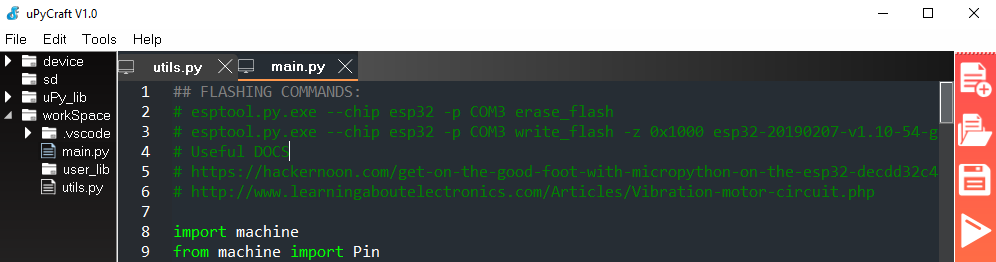 uPyCraft V1.0
File Edit Tools Help
device
sd
uPy_lib
workSpace
.vscode
main.py
user_lib
utils.py
utils.py main.py
1 ## FLASHING COMMANDS:
2 # esptool.py.exe --chip esp32 -p COM3 erase_flash
3 # esptool.py.exe --chip esp32 -p COM3 write_flash -z 0x1000 esp32-20190207-v1.10-54-g
4 # Useful DOCS
5 # https://hackernoon.com/get-on-the-good-foot-with-micropython-on-the-esp32-decdd32c4
6 # http://www.learningaboutelectronics.com/Articles/Vibration-motor-circuit.php
7
8 import machine
9 from machine import Pin